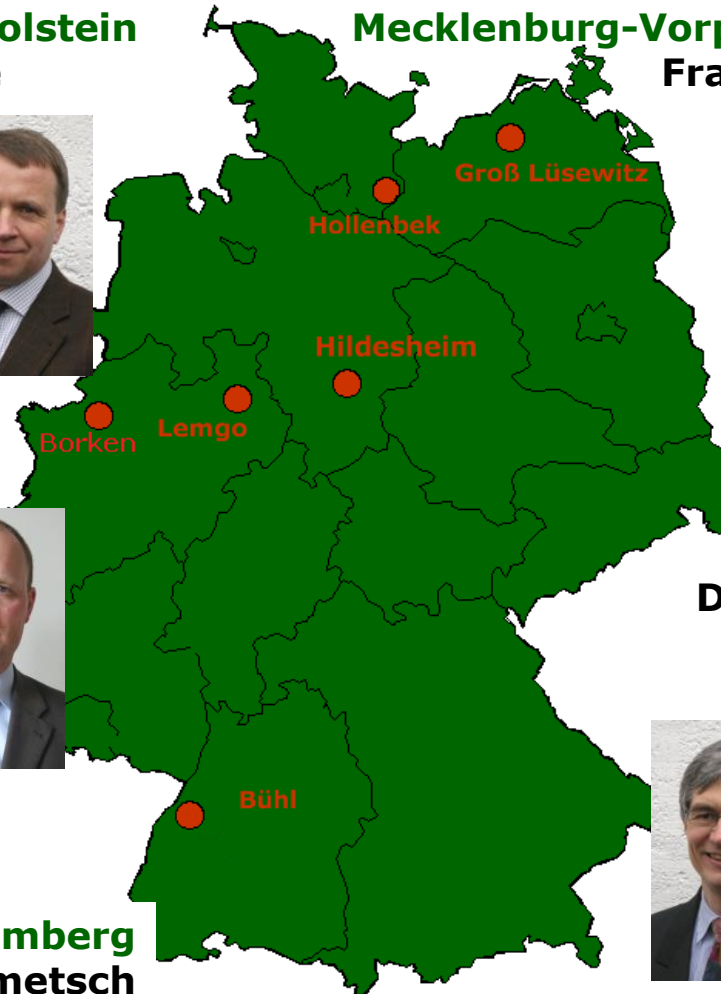 olstein
Mecklenburg-Vorp
e
Fra
Groß Lüsewitz
Hollenbek
Hildesheim
Lemgo
Borken
D
Bühl
mberg
metsch